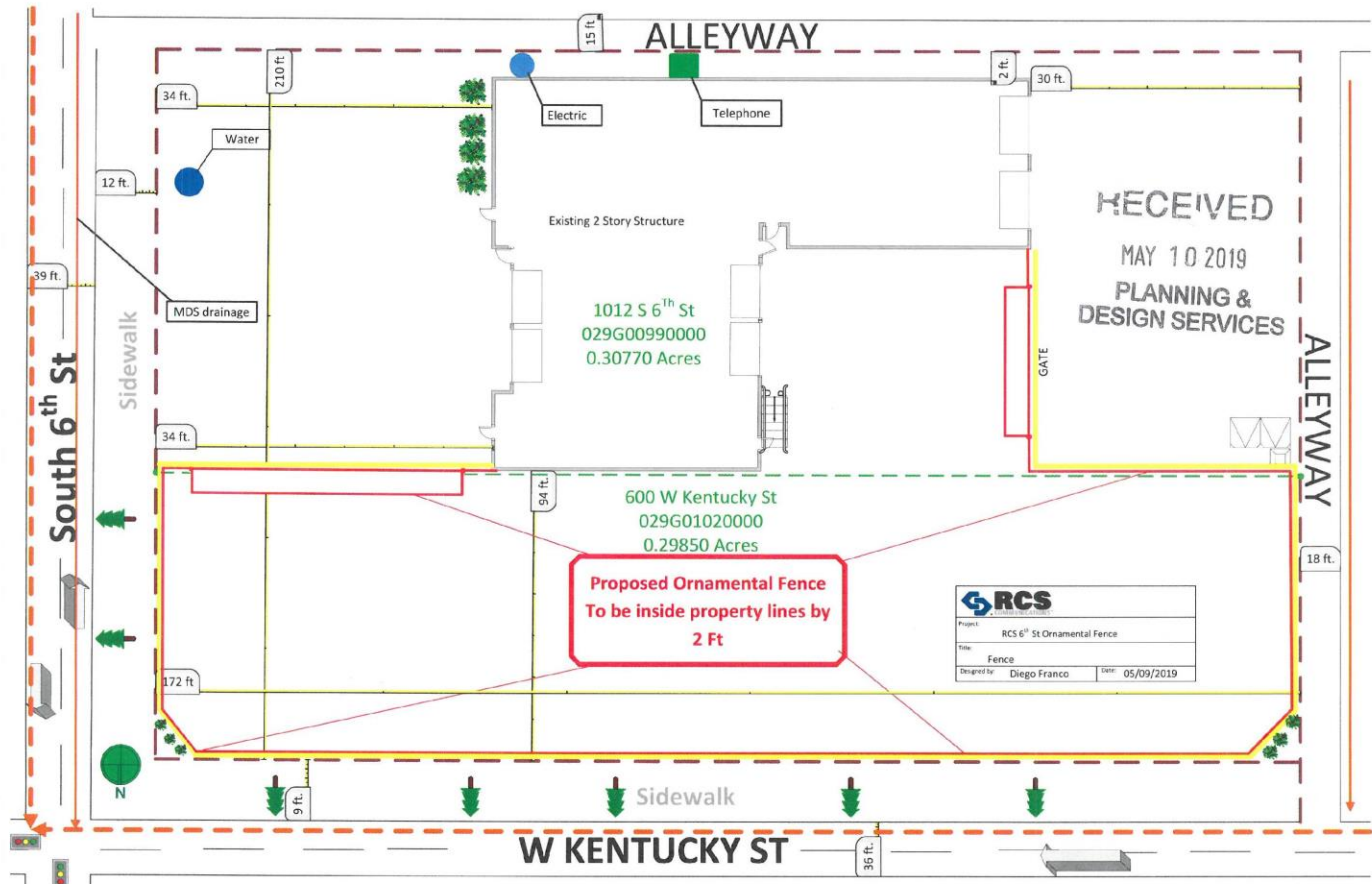 ALLEYWAY
15 ft
210 ft
34 ft.
Water
Electric
Telephone
2 ft.
30 ft.
12 ft.
Existing 2 Story Structure
RECEIVED
MAY 10 2019
PLANNING &
DESIGN SERVICES
39 ft.
MDS drainage
1012 S 6Th St
029G00990000
0.30770 Acres
Sidewalk
South 6th St
GATE
ALLEYWAY
34 ft.
94 ft.
600 W Kentucky St
029G01020000
0.29850 Acres
18 ft.
Proposed Ornamental Fence
To be inside property lines by
2 Ft
RCS
COMMUNICATIONS
Project:
RCS 6th St Ornamental Fence
Title:
Fence
Designed by: Diego Franco Date: 05/09/2019
172 ft
N
9 ft.
Sidewalk
W KENTUCKY ST
36 ft.